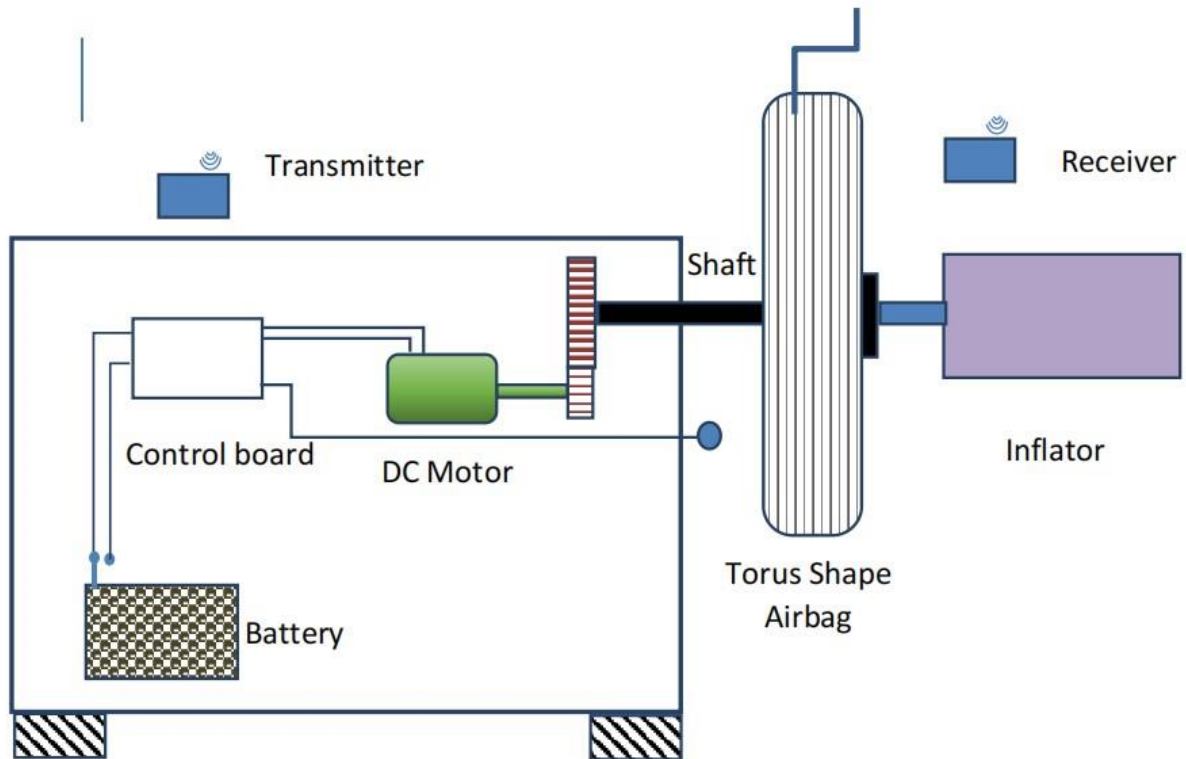 Transmitter
Receiver
Shaft
Control board
DC Motor
Inflator
Torus Shape
Airbag
Battery